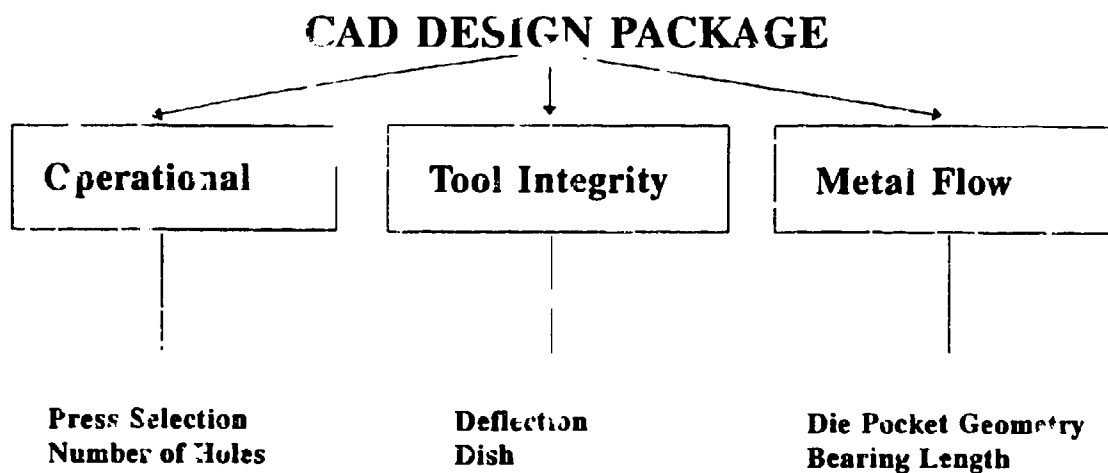 CAD DESIGN PACKAGE
Operational
Tool Integrity
Metal Flow
Press Selection
Number of Holes
Deflection
Dish
Die Pocket Geometry
Bearing Length